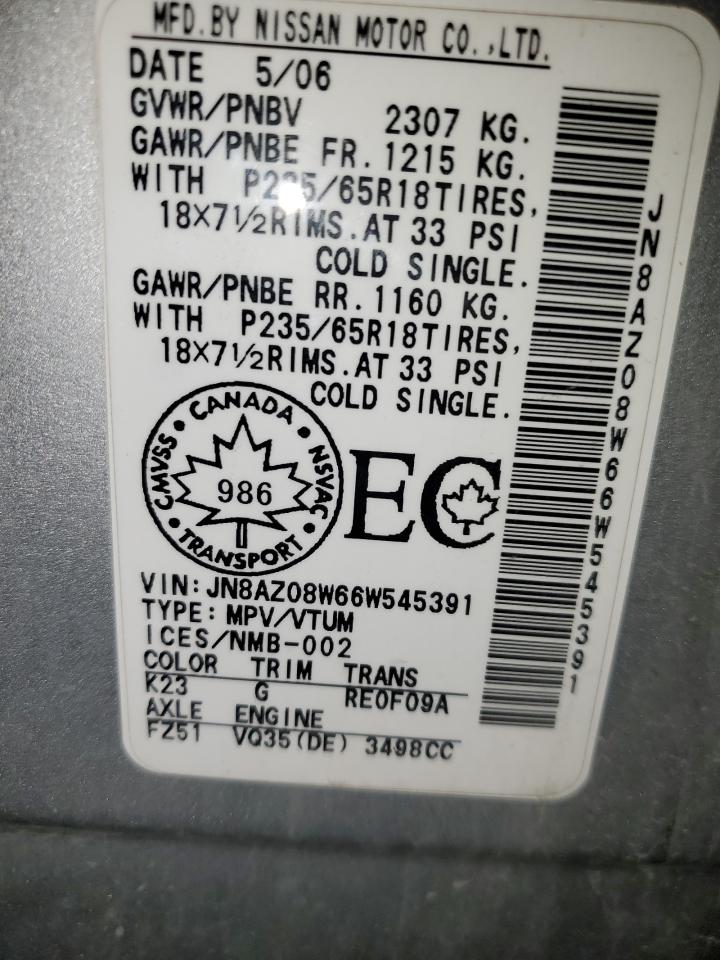 MFD.BY NISSAN MOTOR CO.,LTD.
DATE 5/06
GVWR/PNBV 2307 KG.
GAWR/PNBE FR. 1215 KG.
WITH P235/65R18TIRES,
18X7½RIMS.AT 33 PSI
COLD SINGLE.
GAWR/PNBE RR. 1160 KG.
WITH P235/65R18TIRES,
18X7½RIMS.AT 33 PSI
COLD SINGLE.
CANADA
CMVSS NSVAC
986
TRANSPORT
EC
VIN:JN8AZ08W66W545391
TYPE: MPV/VTUM
ICES/NMB-002
COLOR TRIM TRANS
K23 G RE0F09A
AXLE ENGINE
FZ51 VQ35(DE) 3498CC
JN8AZ08W66W545391